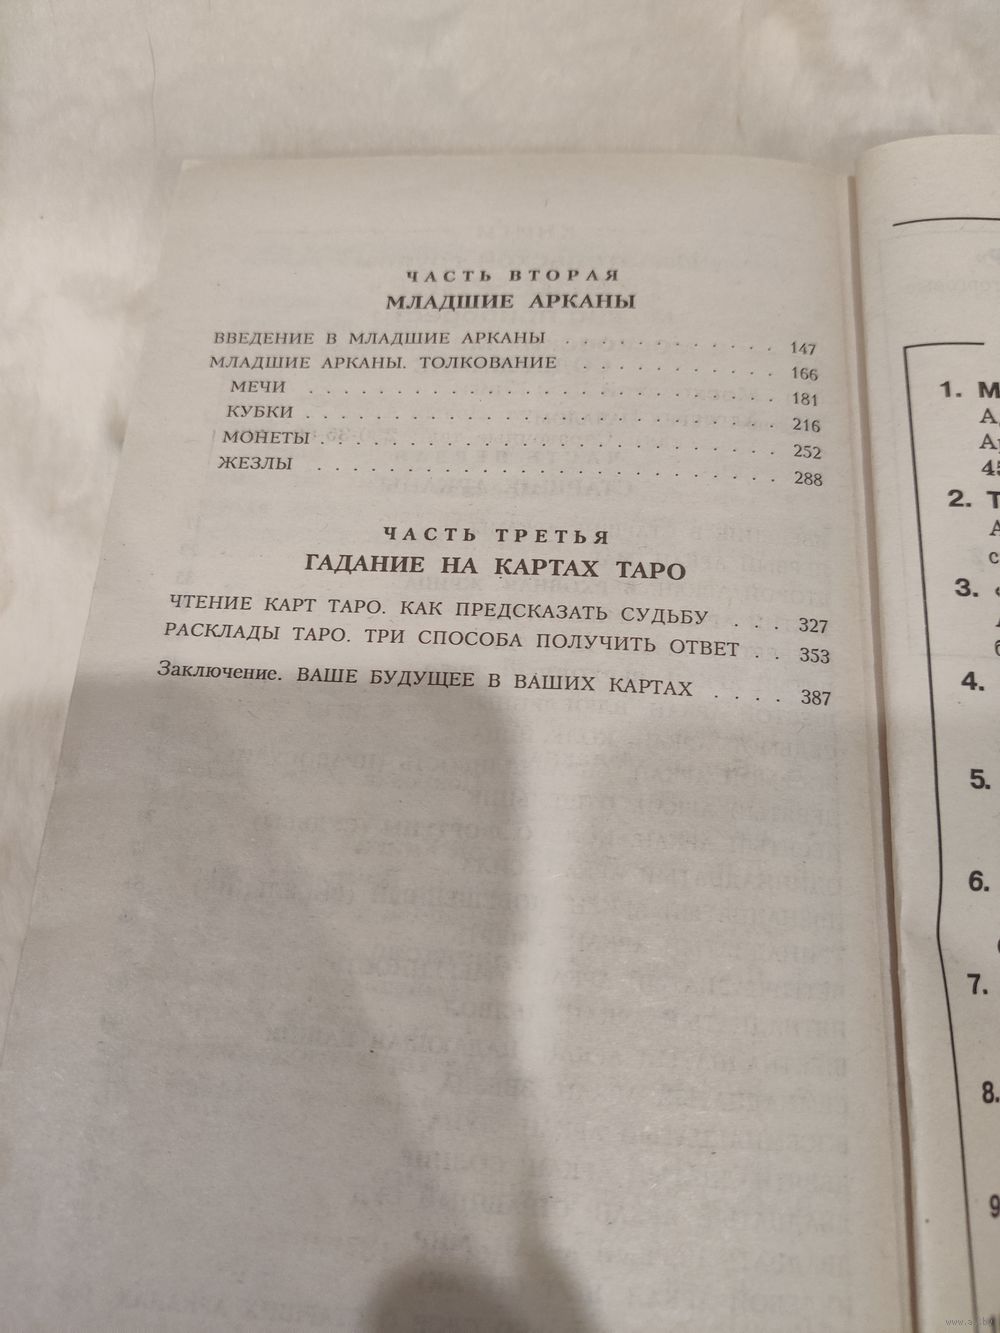 ЧАСТЬ ВТОРАЯ
МЛАДШИЕ АРКАНЫ
ВВЕДЕНИЕ В МЛАДШИЕ АРКАНЫ . . . . . . . . . . . . 147
МЛАДШИЕ АРКАНЫ. ТОЛКОВАНИЕ . . . . . . . . . . . 166
МЕЧИ . . . . . . . . . . . . . . . . . . . . . . . . 181
КУБКИ . . . . . . . . . . . . . . . . . . . . . . . . 216
МОНЕТЫ . . . . . . . . . . . . . . . . . . . . . . . 252
ЖЕЗЛЫ . . . . . . . . . . . . . . . . . . . . . . . . 288
ЧАСТЬ ТРЕТЬЯ
ГАДАНИЕ НА КАРТАХ ТАРО
ЧТЕНИЕ КАРТ ТАРО. КАК ПРЕДСКАЗАТЬ СУДЬБУ . . . 327
РАСКЛАДЫ ТАРО. ТРИ СПОСОБА ПОЛУЧИТЬ ОТВЕТ . . 353
Заключение. ВАШЕ БУДУЩЕЕ В ВАШИХ КАРТАХ . . . . 387
1.
2.
3.
4.
5.
6.
7.
8.